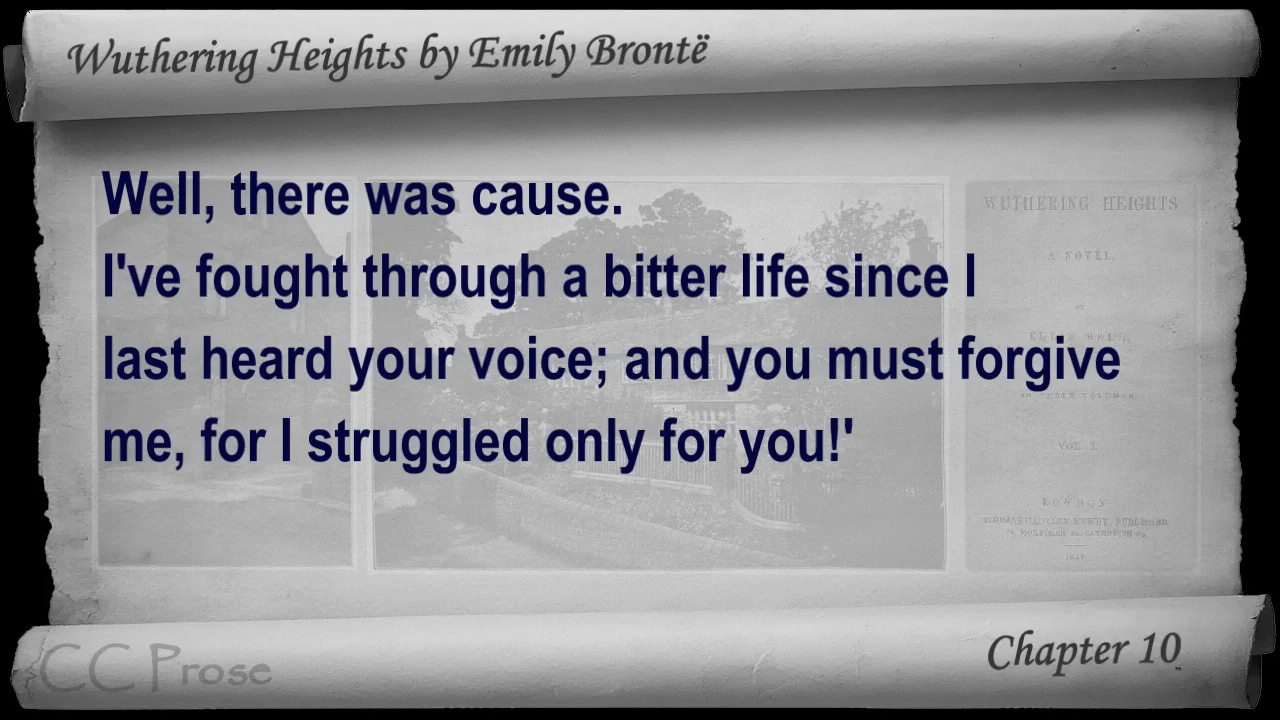 Wuthering Heights by Emily Brontë
Well, there was cause.
I've fought through a bitter life since I
last heard your voice; and you must forgive
me, for I struggled only for you!'
WUTHERING HEIGHTS
A NOVEL,
VOL. I.
LONDON:
1847.
Chapter 10
CC Prose